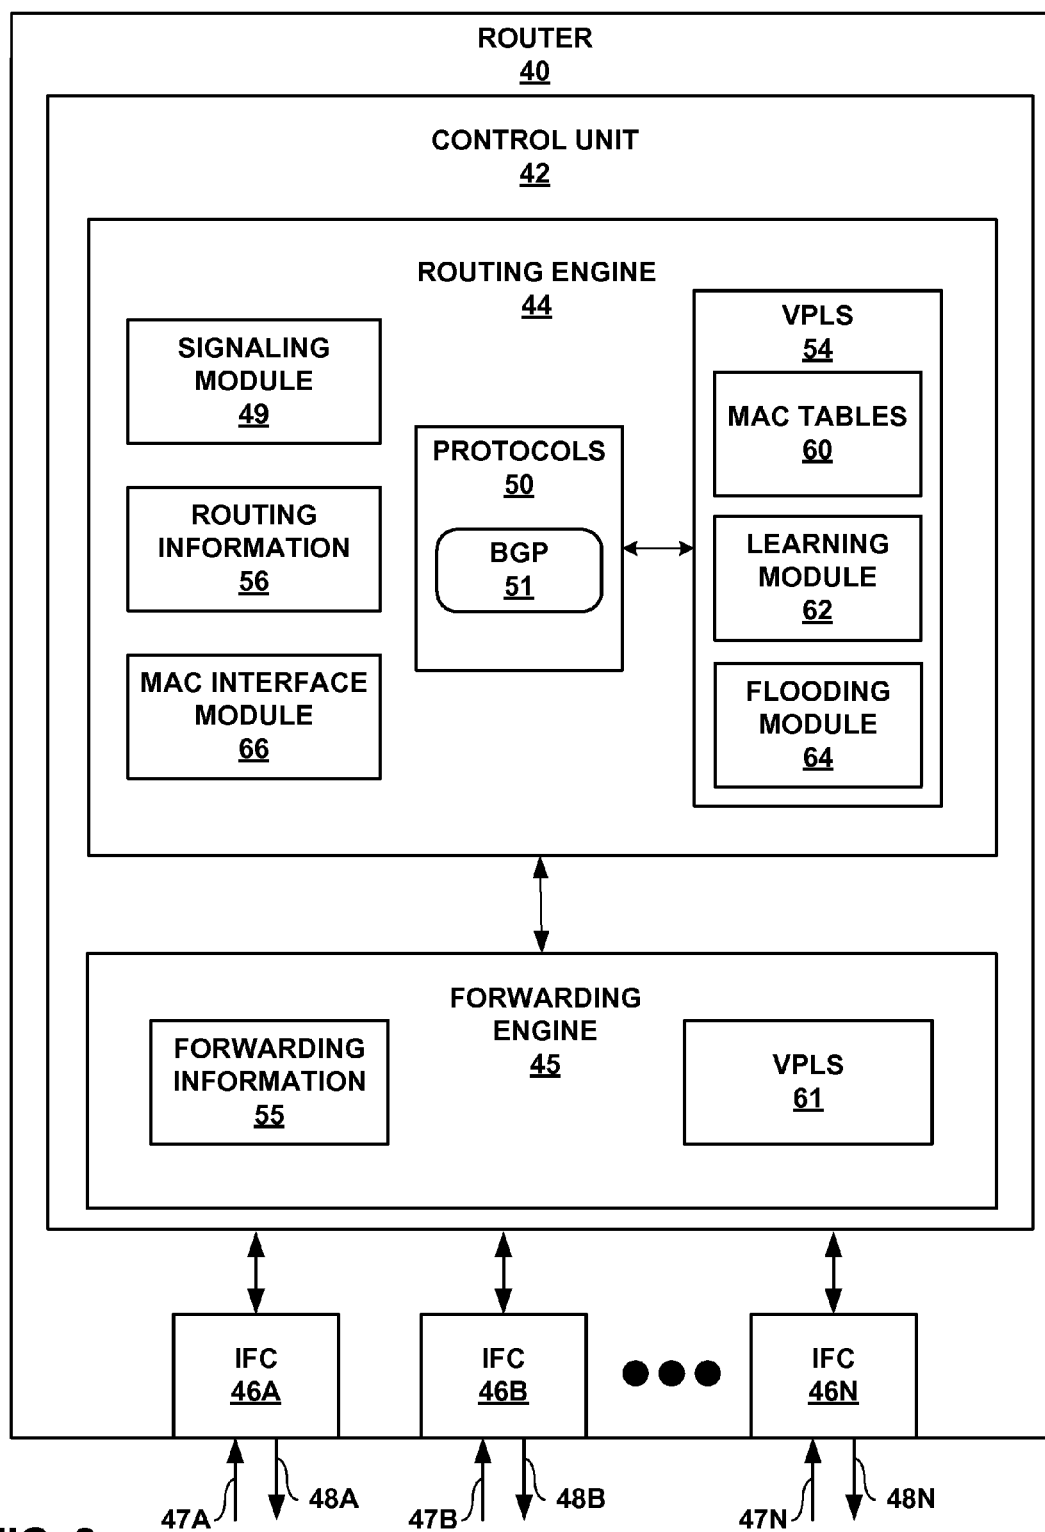 ROUTER
40
CONTROL UNIT
42
ROUTING ENGINE
44
SIGNALING
MODULE
49
ROUTING
INFORMATION
56
MAC INTERFACE
MODULE
66
PROTOCOLS
50
BGP
51
VPLS
54
MAC TABLES
60
LEARNING
MODULE
62
FLOODING
MODULE
64
FORWARDING
ENGINE
45
FORWARDING
INFORMATION
55
VPLS
61
IFC
46A
IFC
46B
IFC
46N
47A
48A
47B
48B
47N
48N